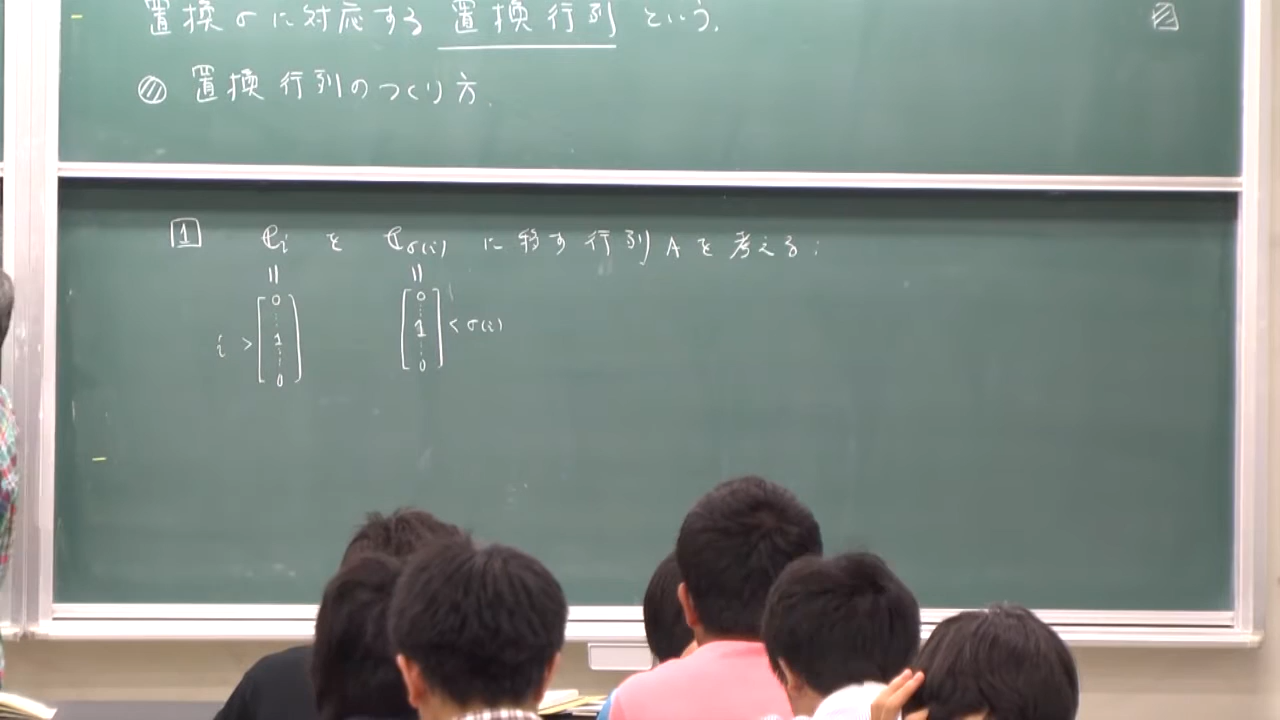 置換σに対応する 置換行列 という.
◎ 置換行列のつくり方.
1 e_i を e_σ(i) に移す行列Aを考える:
= =
i > [0 ⋮ 1 ⋮ 0] [0 ⋮ 1 ⋮ 0] < σ(i)